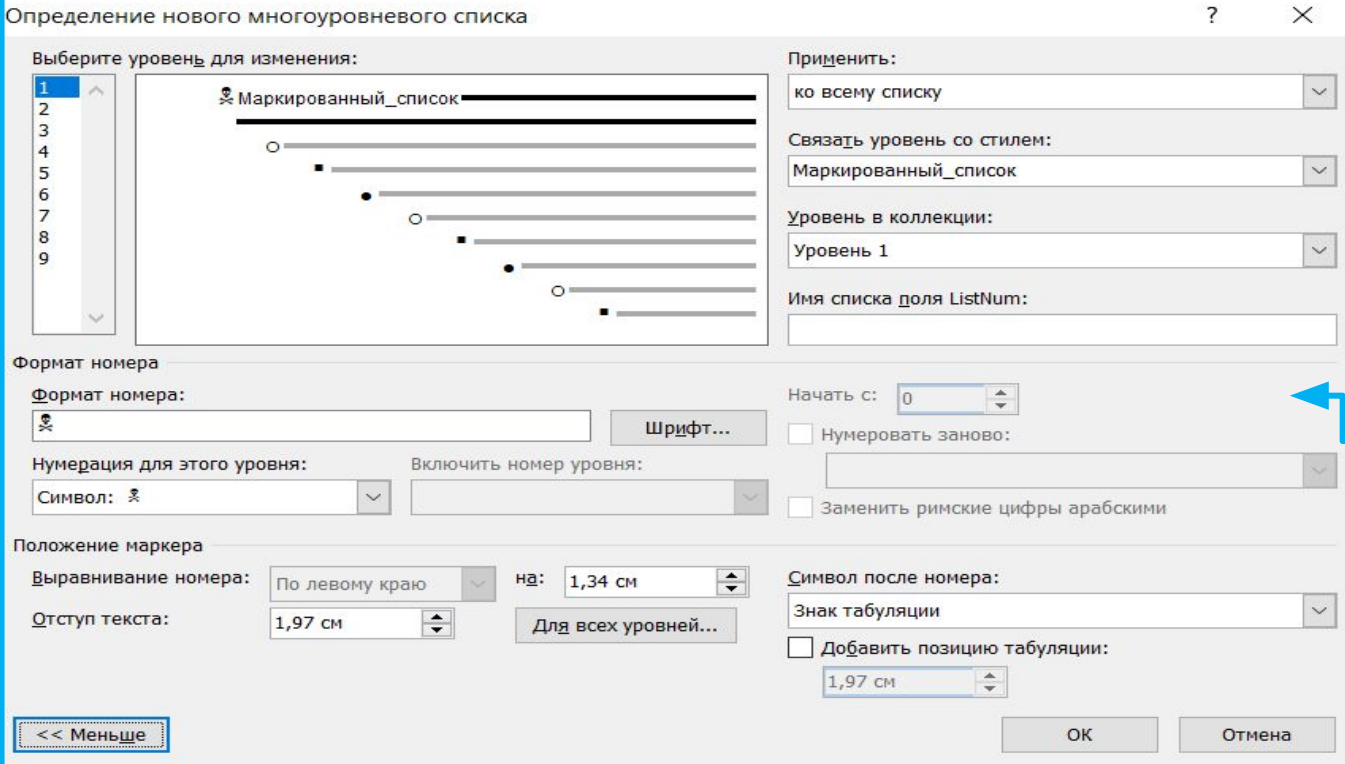 Определение нового многоуровневого списка ? ×
Выберите уровень для изменения:
1
2
3
4
5
6
7
8
9
☠ Маркированный_список
Применить:
ко всему списку
Связать уровень со стилем:
Маркированный_список
Уровень в коллекции:
Уровень 1
Имя списка поля ListNum:
Формат номера
Формат номера:
☠
Шрифт...
Нумерация для этого уровня:
Символ: ☠
Включить номер уровня:
Начать с: 0
Нумеровать заново:
Заменить римские цифры арабскими
Положение маркера
Выравнивание номера: По левому краю на: 1,34 см
Отступ текста: 1,97 см Для всех уровней...
Символ после номера:
Знак табуляции
Добавить позицию табуляции:
1,97 см
<< Меньше ОК Отмена